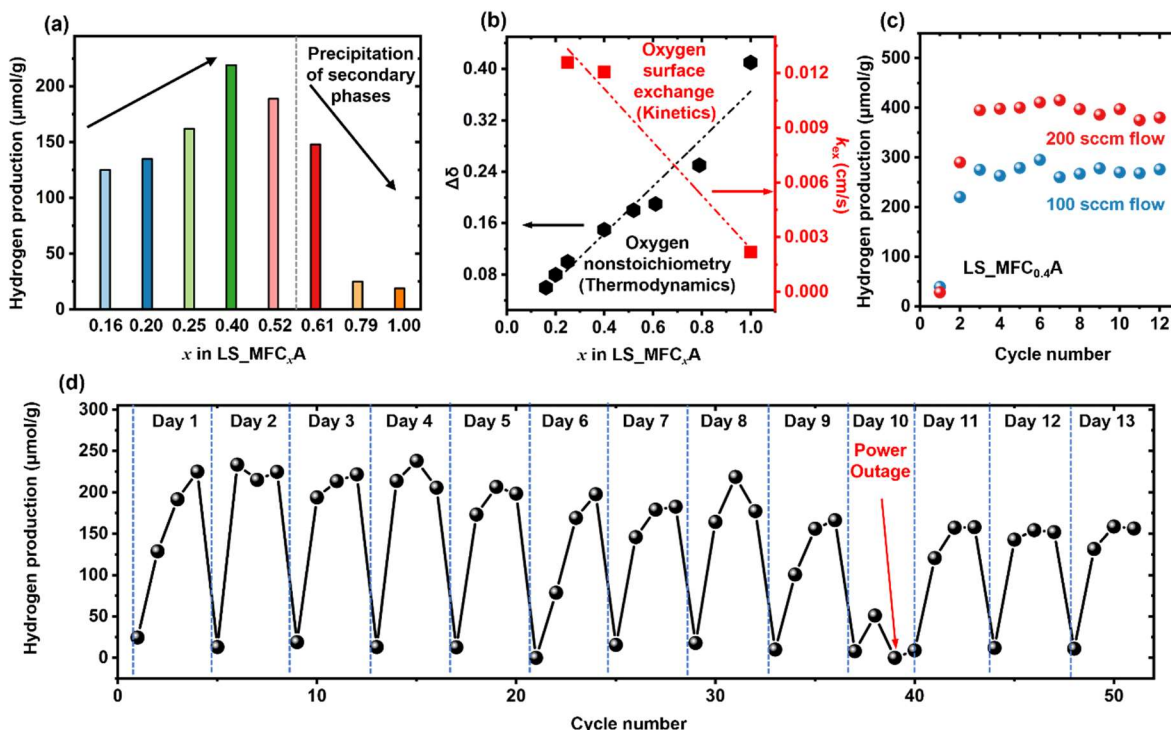 (a)
Hydrogen production (μmol/g)
200
150
100
50
0
Precipitation
of secondary
phases
0.16 0.20 0.25 0.40 0.52 0.61 0.79 1.00
x in LS_MFCxA
(b)
Δδ
0.40
0.32
0.24
0.16
0.08
Oxygen
surface
exchange
(Kinetics)
Oxygen
nonstoichiometry
(Thermodynamics)
0.012
0.009
0.006
0.003
0.000
kex (cm/s)
0.0 0.2 0.4 0.6 0.8 1.0
x in LS_MFCxA
(c)
Hydrogen production (μmol/g)
500
400
300
200
100
0
200 sccm flow
100 sccm flow
LS_MFC0.4A
0 2 4 6 8 10 12
Cycle number
(d)
Hydrogen production (μmol/g)
300
250
200
150
100
50
0
Day 1 Day 2 Day 3 Day 4 Day 5 Day 6 Day 7 Day 8 Day 9 Day 10 Day 11 Day 12 Day 13
Power
Outage
0 10 20 30 40 50
Cycle number